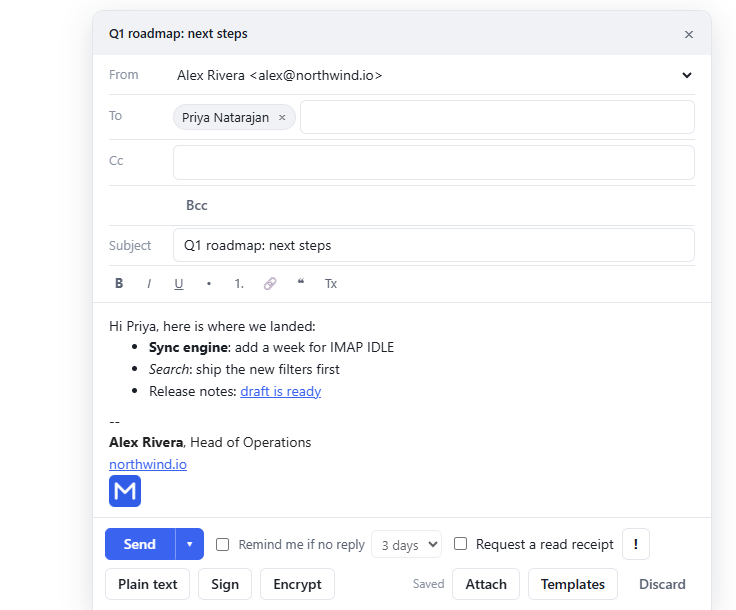 Q1 roadmap: next steps ×
From Alex Rivera <alex@northwind.io>
To Priya Natarajan ×
Cc
Bcc
Subject Q1 roadmap: next steps
B I U • 1. 🔗 ❝ Tx
Hi Priya, here is where we landed:
• Sync engine: add a week for IMAP IDLE
• Search: ship the new filters first
• Release notes: draft is ready
--
Alex Rivera, Head of Operations
northwind.io
M
Send ▾ Remind me if no reply 3 days Request a read receipt !
Plain text Sign Encrypt Saved Attach Templates Discard